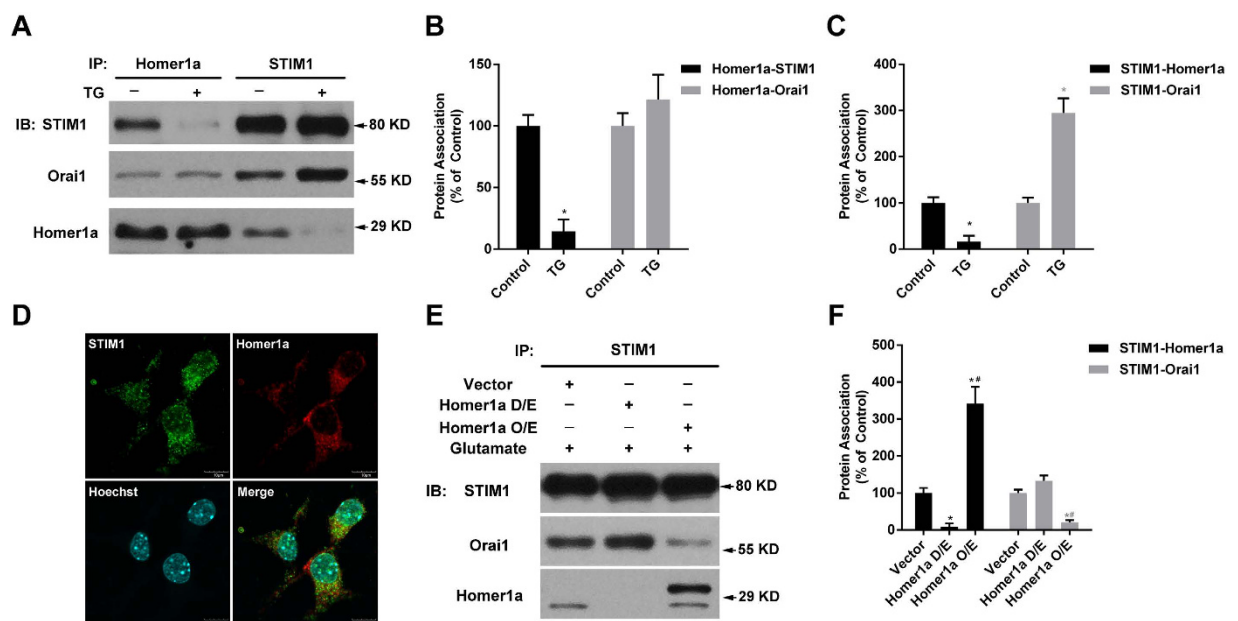 A
IP: Homer1a STIM1
TG – + – +
IB: STIM1 80 KD
Orai1 55 KD
Homer1a 29 KD
B
Protein Association
(% of Control)
150
100
50
0
Control TG Control TG
*
Homer1a-STIM1
Homer1a-Orai1
C
Protein Association
(% of Control)
400
300
200
100
0
Control TG Control TG
* *
STIM1-Homer1a
STIM1-Orai1
D
STIM1 Homer1a
10μm 10μm
Hoechst Merge
E
IP: STIM1
Vector + – –
Homer1a D/E – + –
Homer1a O/E – – +
Glutamate + + +
IB: STIM1 80 KD
Orai1 55 KD
Homer1a 29 KD
F
Protein Association
(% of Control)
500
400
300
200
100
0
Vector Homer1a D/E Homer1a O/E Vector Homer1a D/E Homer1a O/E
* *# *#
STIM1-Homer1a
STIM1-Orai1